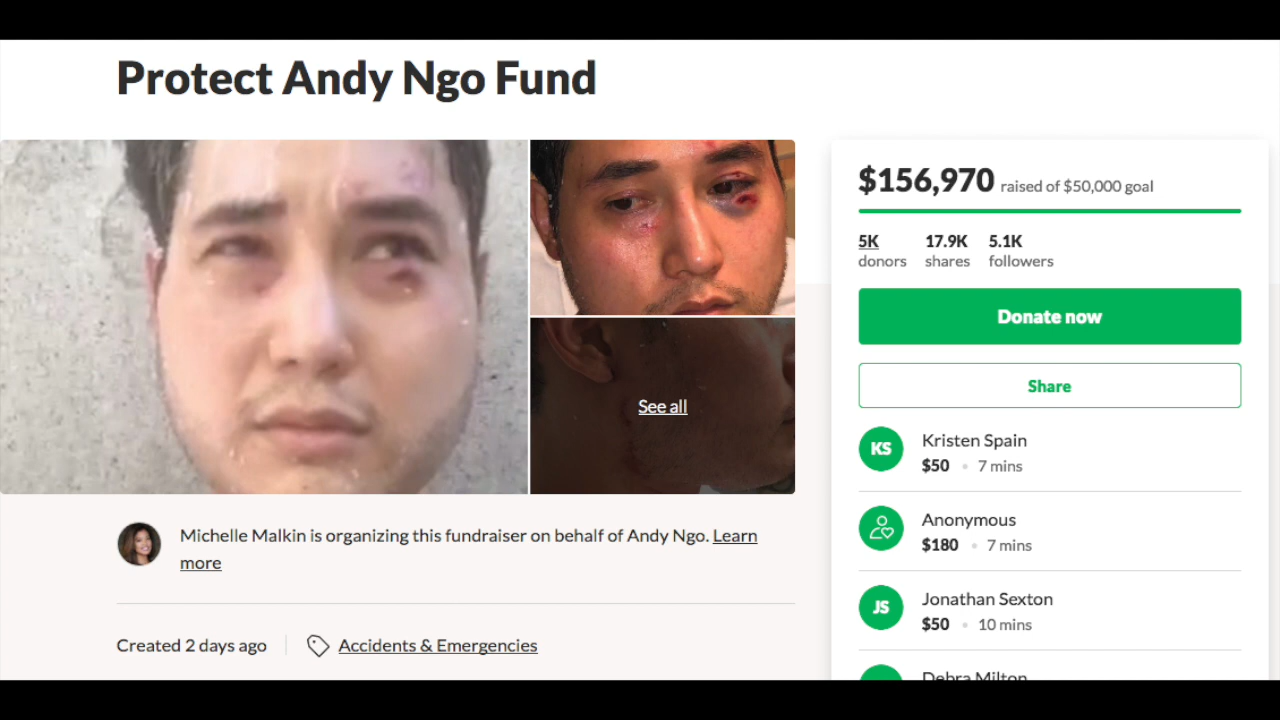 Protect Andy Ngo Fund
$156,970 raised of $50,000 goal
5K 17.9K 5.1K
donors shares followers
Donate now
Share
See all
KS
Kristen Spain
$50 • 7 mins
Anonymous
$180 • 7 mins
JS
Jonathan Sexton
$50 • 10 mins
Debra Milton
Michelle Malkin is organizing this fundraiser on behalf of Andy Ngo. Learn
more
Created 2 days ago
Accidents & Emergencies